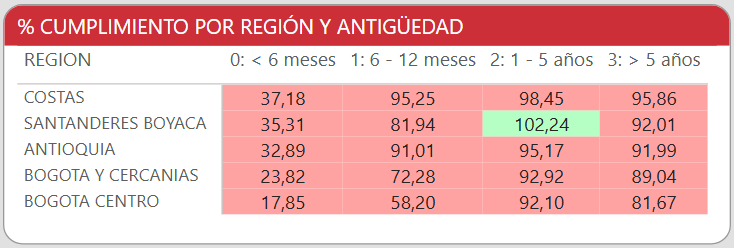 % CUMPLIMIENTO POR REGIÓN Y ANTIGÜEDAD
REGION 0: < 6 meses 1: 6 - 12 meses 2: 1 - 5 años 3: > 5 años
COSTAS 37,18 95,25 98,45 95,86
SANTANDERES BOYACA 35,31 81,94 102,24 92,01
ANTIOQUIA 32,89 91,01 95,17 91,99
BOGOTA Y CERCANIAS 23,82 72,28 92,92 89,04
BOGOTA CENTRO 17,85 58,20 92,10 81,67